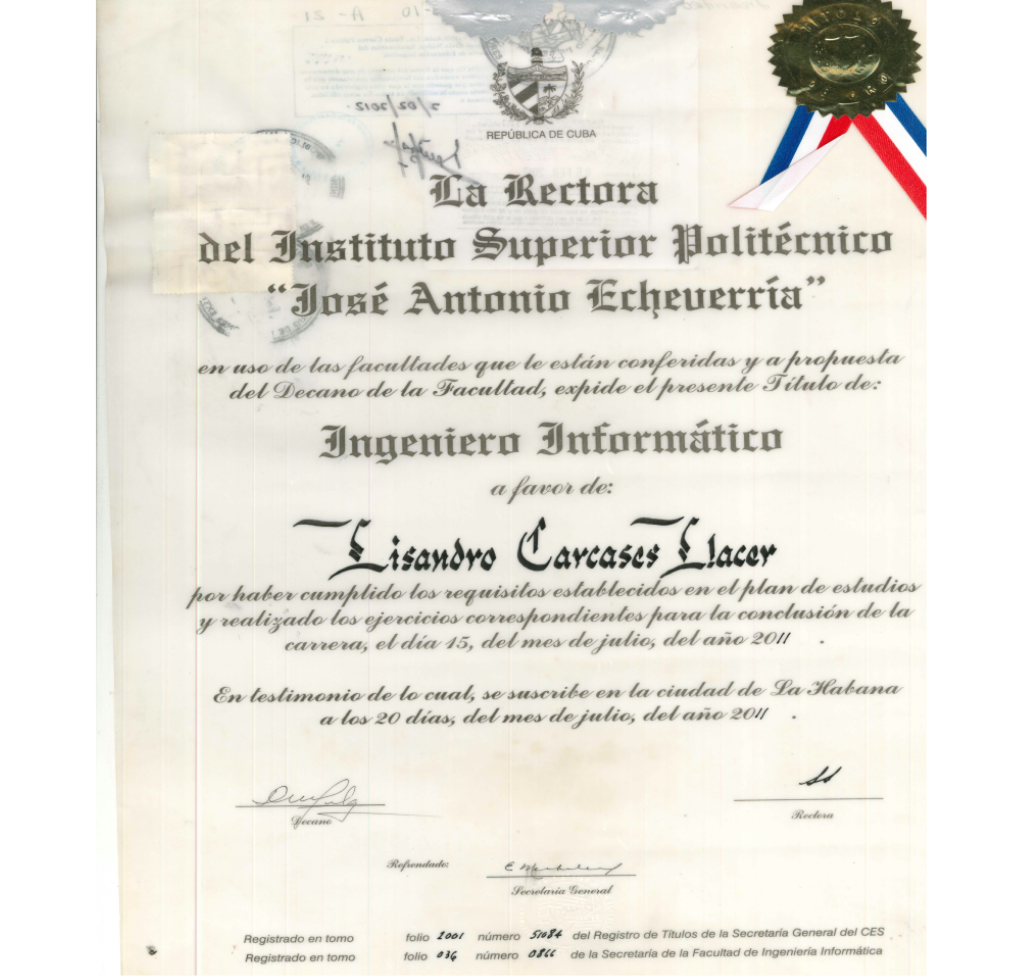 REPÚBLICA DE CUBA
La Rectora
del Instituto Superior Politécnico
“José Antonio Echeverría”
en uso de las facultades que le están conferidas y a propuesta
del Decano de la Facultad, expide el presente Título de:
Ingeniero Informático
a favor de:
Lisandro Carcases Llacer
por haber cumplido los requisitos establecidos en el plan de estudios
y realizado los ejercicios correspondientes para la conclusión de la
carrera, el día 15, del mes de julio, del año 2011 .
En testimonio de lo cual, se suscribe en la ciudad de La Habana
a los 20 días, del mes de julio, del año 2011 .
Decano
Rectora
Refrendado:
Secretaria General
Registrado en tomo folio 2001 número 51084 del Registro de Títulos de la Secretaría General del CES
Registrado en tomo folio 036 número 0866 de la Secretaría de la Facultad de Ingeniería Informática